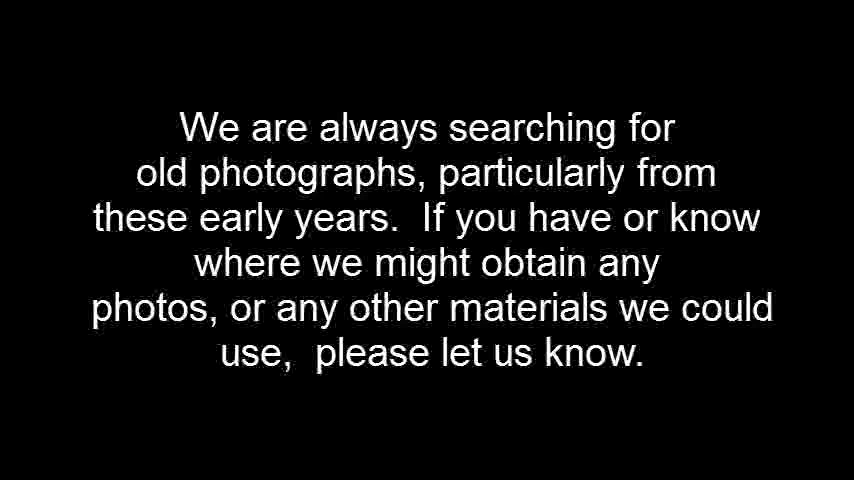 We are always searching for
old photographs, particularly from
these early years.  If you have or know
where we might obtain any
photos, or any other materials we could
use,  please let us know.